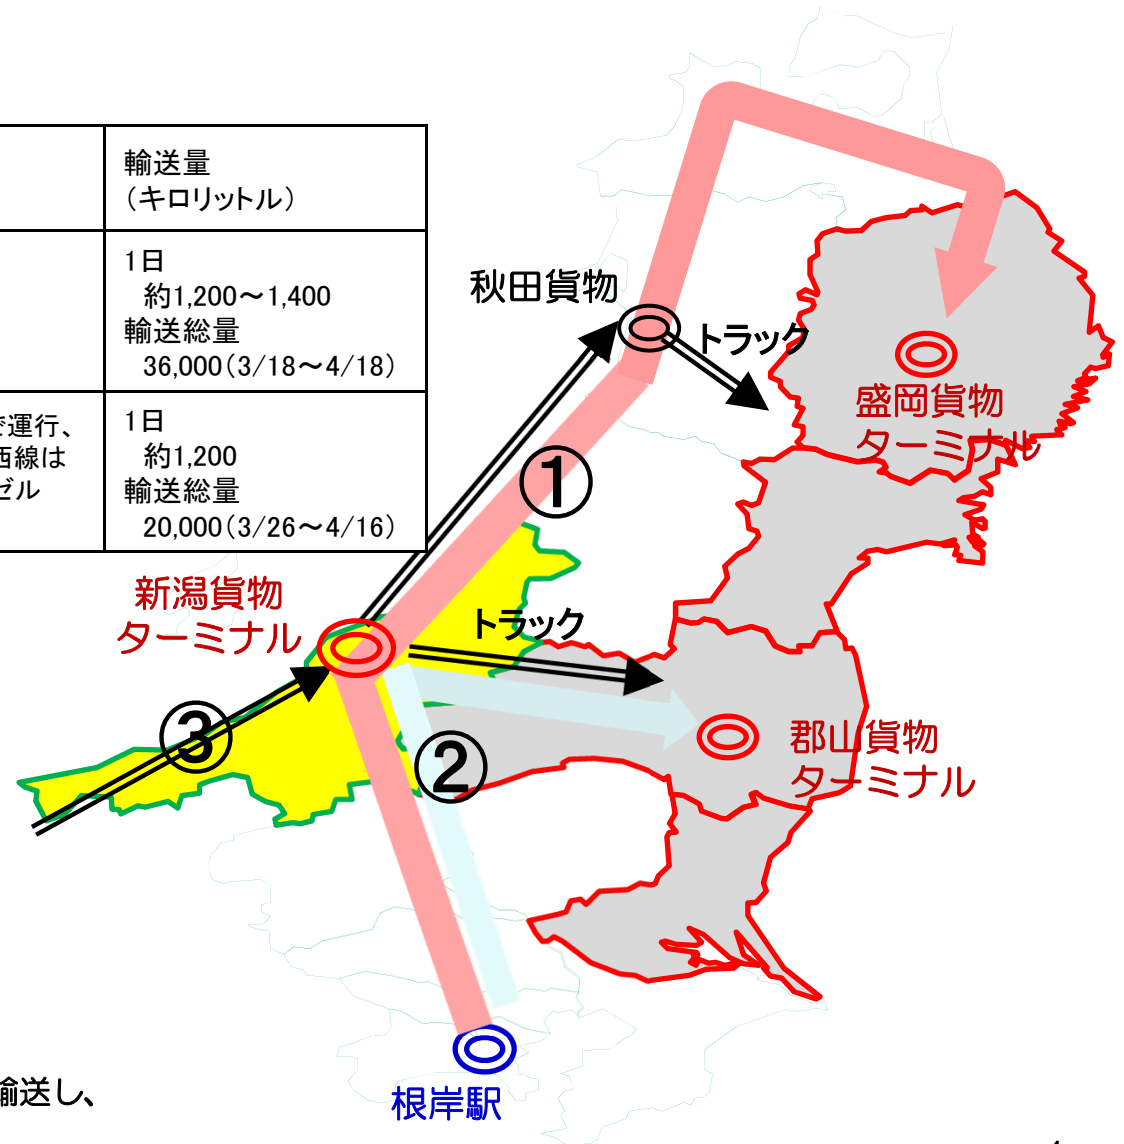 輸送量
（キロリットル）
1日
約1,200～1,400
輸送総量
36,000（3/18～4/18）
で運行、
西線は
ゼル
1日
約1,200
輸送総量
20,000（3/26～4/16）
秋田貨物
トラック
盛岡貨物
ターミナル
①
新潟貨物
ターミナル
トラック
③
②
郡山貨物
ターミナル
根岸駅
輸送し、